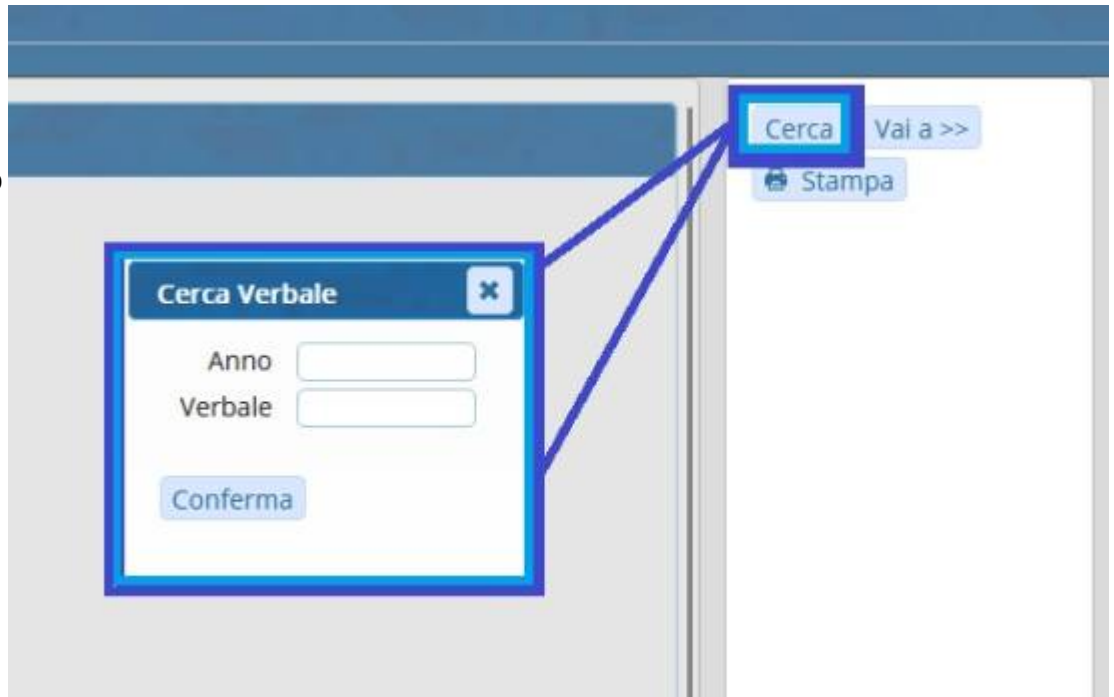 Cerca Vai a >>
Stampa
Cerca Verbale
Anno
Verbale
Conferma